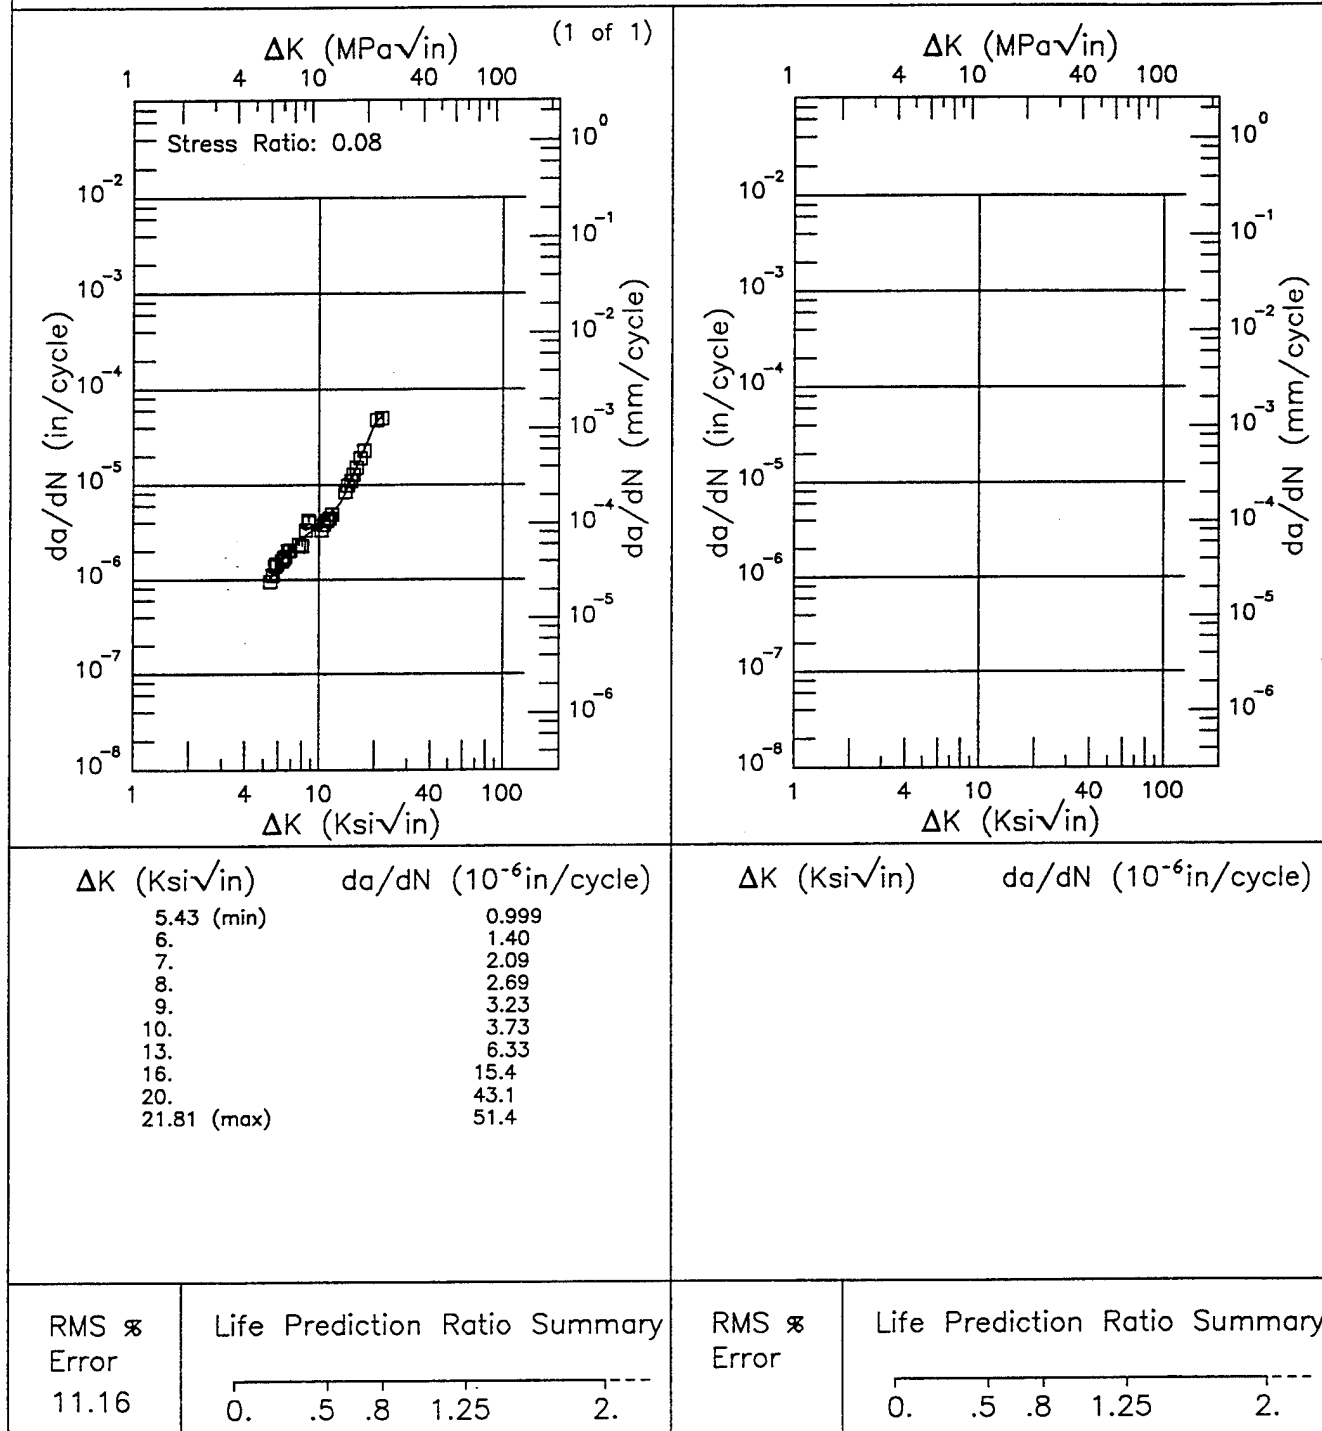 (1 of 1)
ΔK (MPa√in)
1 4 10 40 100
Stress Ratio: 0.08
da/dN (in/cycle)
10⁻²
10⁻³
10⁻⁴
10⁻⁵
10⁻⁶
10⁻⁷
10⁻⁸
10⁰
10⁻¹
10⁻²
10⁻³
10⁻⁴
10⁻⁵
10⁻⁶
da/dN (mm/cycle)
1 4 10 40 100
ΔK (Ksi√in)
ΔK (MPa√in)
1 4 10 40 100
da/dN (in/cycle)
10⁻²
10⁻³
10⁻⁴
10⁻⁵
10⁻⁶
10⁻⁷
10⁻⁸
10⁰
10⁻¹
10⁻²
10⁻³
10⁻⁴
10⁻⁵
10⁻⁶
da/dN (mm/cycle)
1 4 10 40 100
ΔK (Ksi√in)
ΔK (Ksi√in) da/dN (10⁻⁶in/cycle)
5.43 (min) 0.999
6. 1.40
7. 2.09
8. 2.69
9. 3.23
10. 3.73
13. 6.33
16. 15.4
20. 43.1
21.81 (max) 51.4
ΔK (Ksi√in) da/dN (10⁻⁶in/cycle)
RMS %
Error
11.16
Life Prediction Ratio Summary
0. .5 .8 1.25 2.
RMS %
Error
Life Prediction Ratio Summary
0. .5 .8 1.25 2.